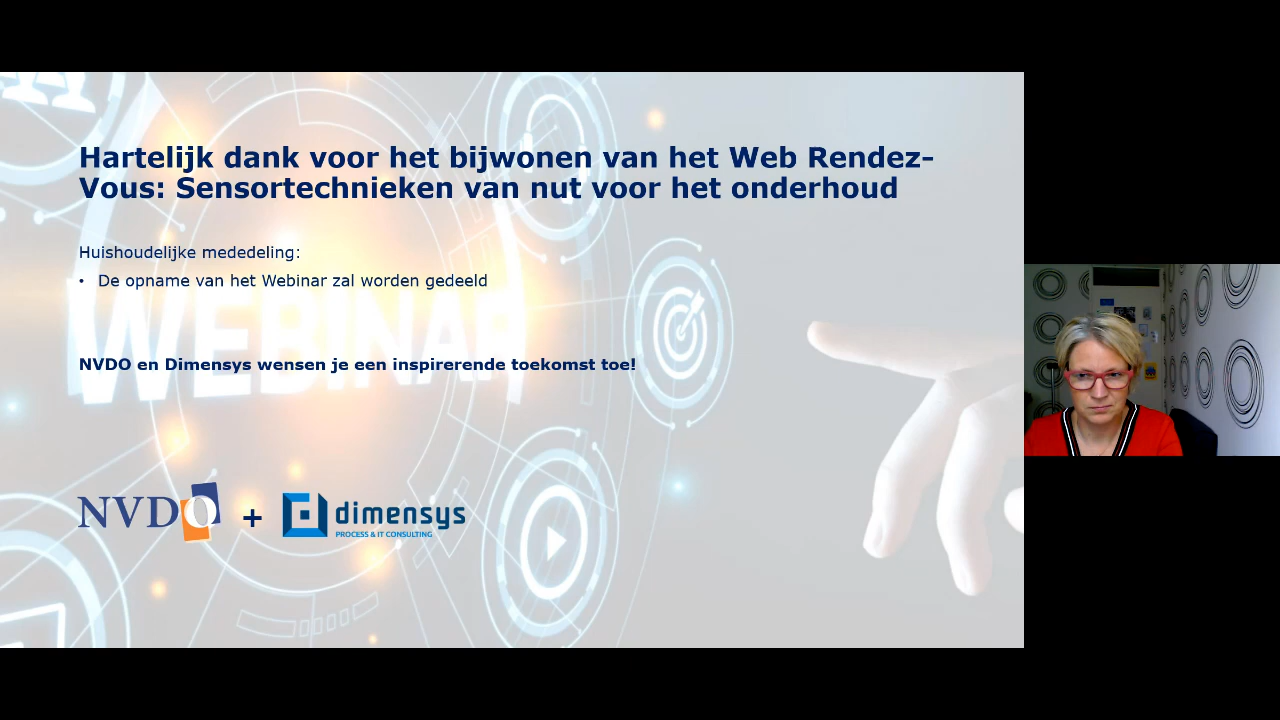 Hartelijk dank voor het bijwonen van het Web Rendez-
Vous: Sensortechnieken van nut voor het onderhoud
Huishoudelijke mededeling:
• De opname van het Webinar zal worden gedeeld
WEBINAR
NVDO en Dimensys wensen je een inspirerende toekomst toe!
NVDO + dimensys
PROCESS & IT CONSULTING